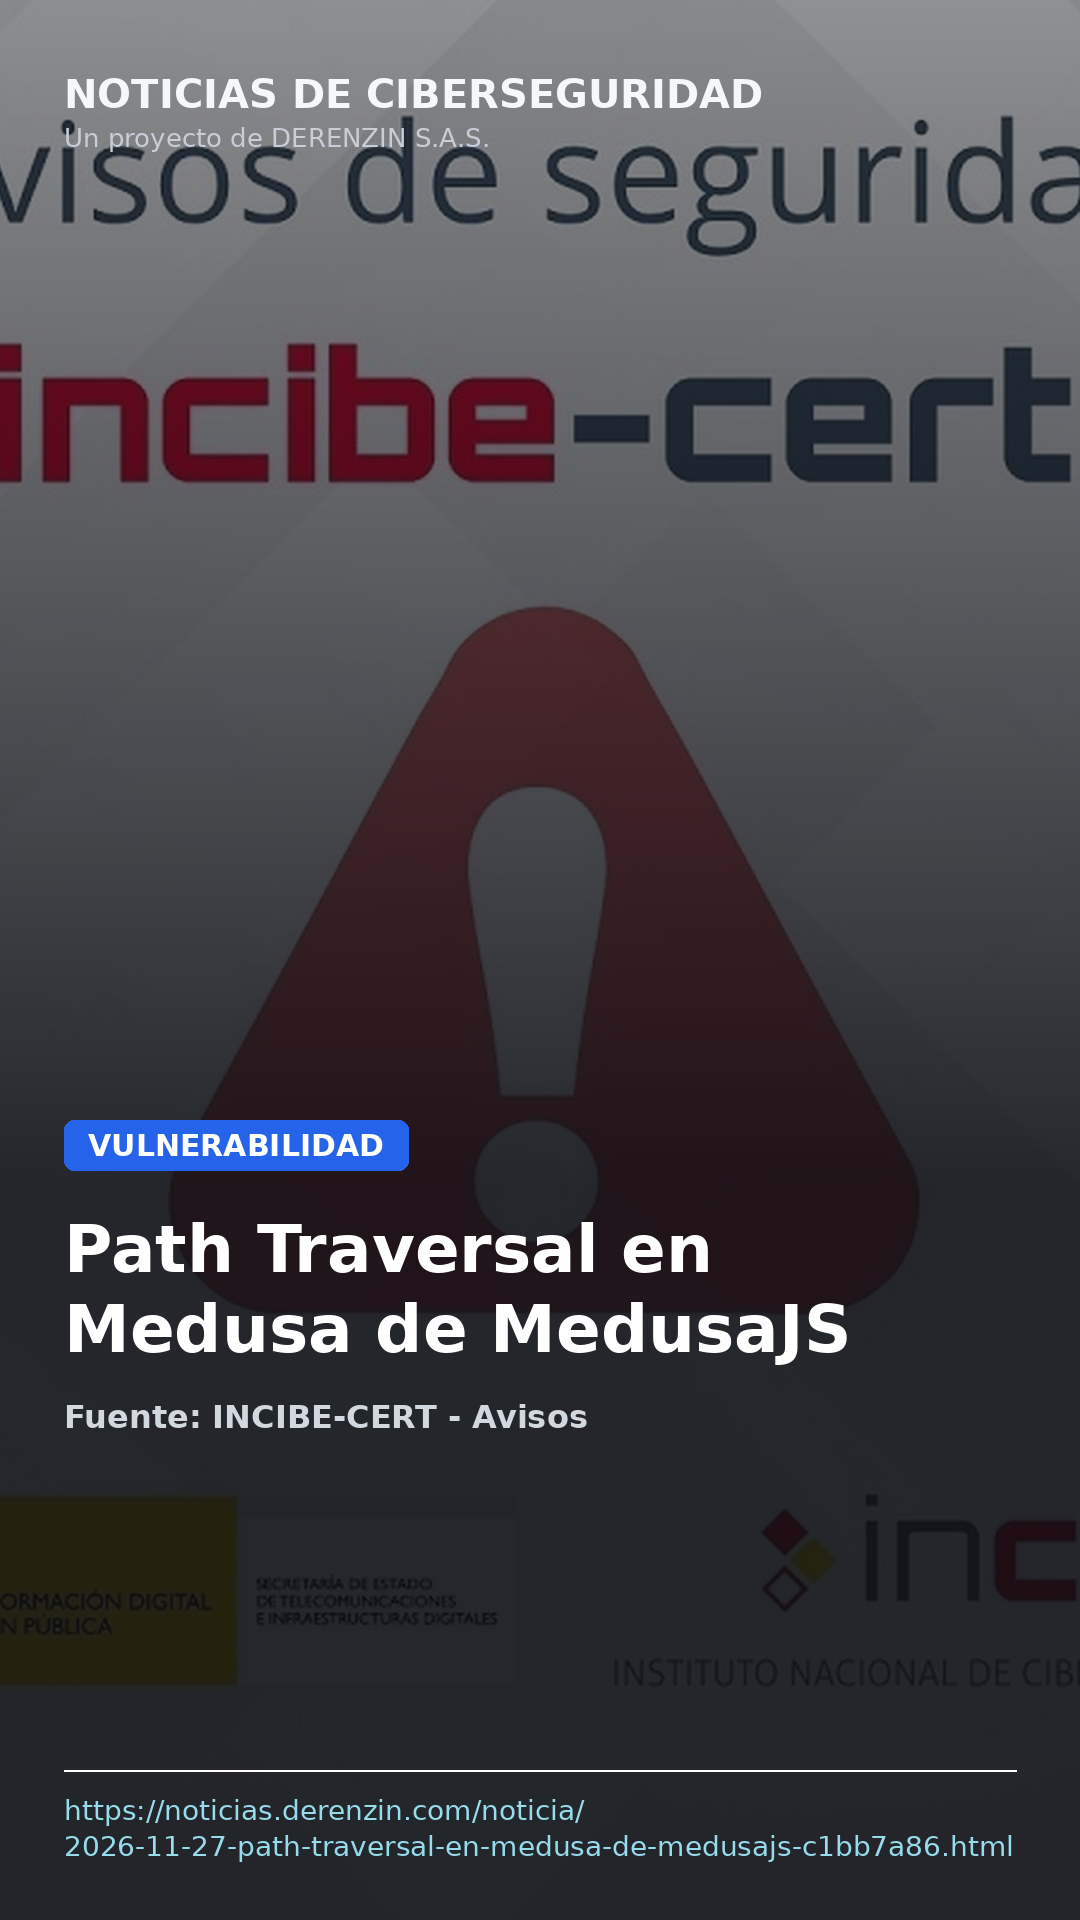 NOTICIAS DE CIBERSEGURIDAD
Un proyecto de DERENZIN S.A.S.
visos de segurida
incibe-cert
VULNERABILIDAD
Path Traversal en
Medusa de MedusaJS
Fuente: INCIBE-CERT - Avisos
ORMACIÓN DIGITAL
N PÚBLICA
SECRETARÍA DE ESTADO
DE TELECOMUNICACIONES
E INFRAESTRUCTURAS DIGITALES
inc
INSTITUTO NACIONAL DE CIB
https://noticias.derenzin.com/noticia/
2026-11-27-path-traversal-en-medusa-de-medusajs-c1bb7a86.html